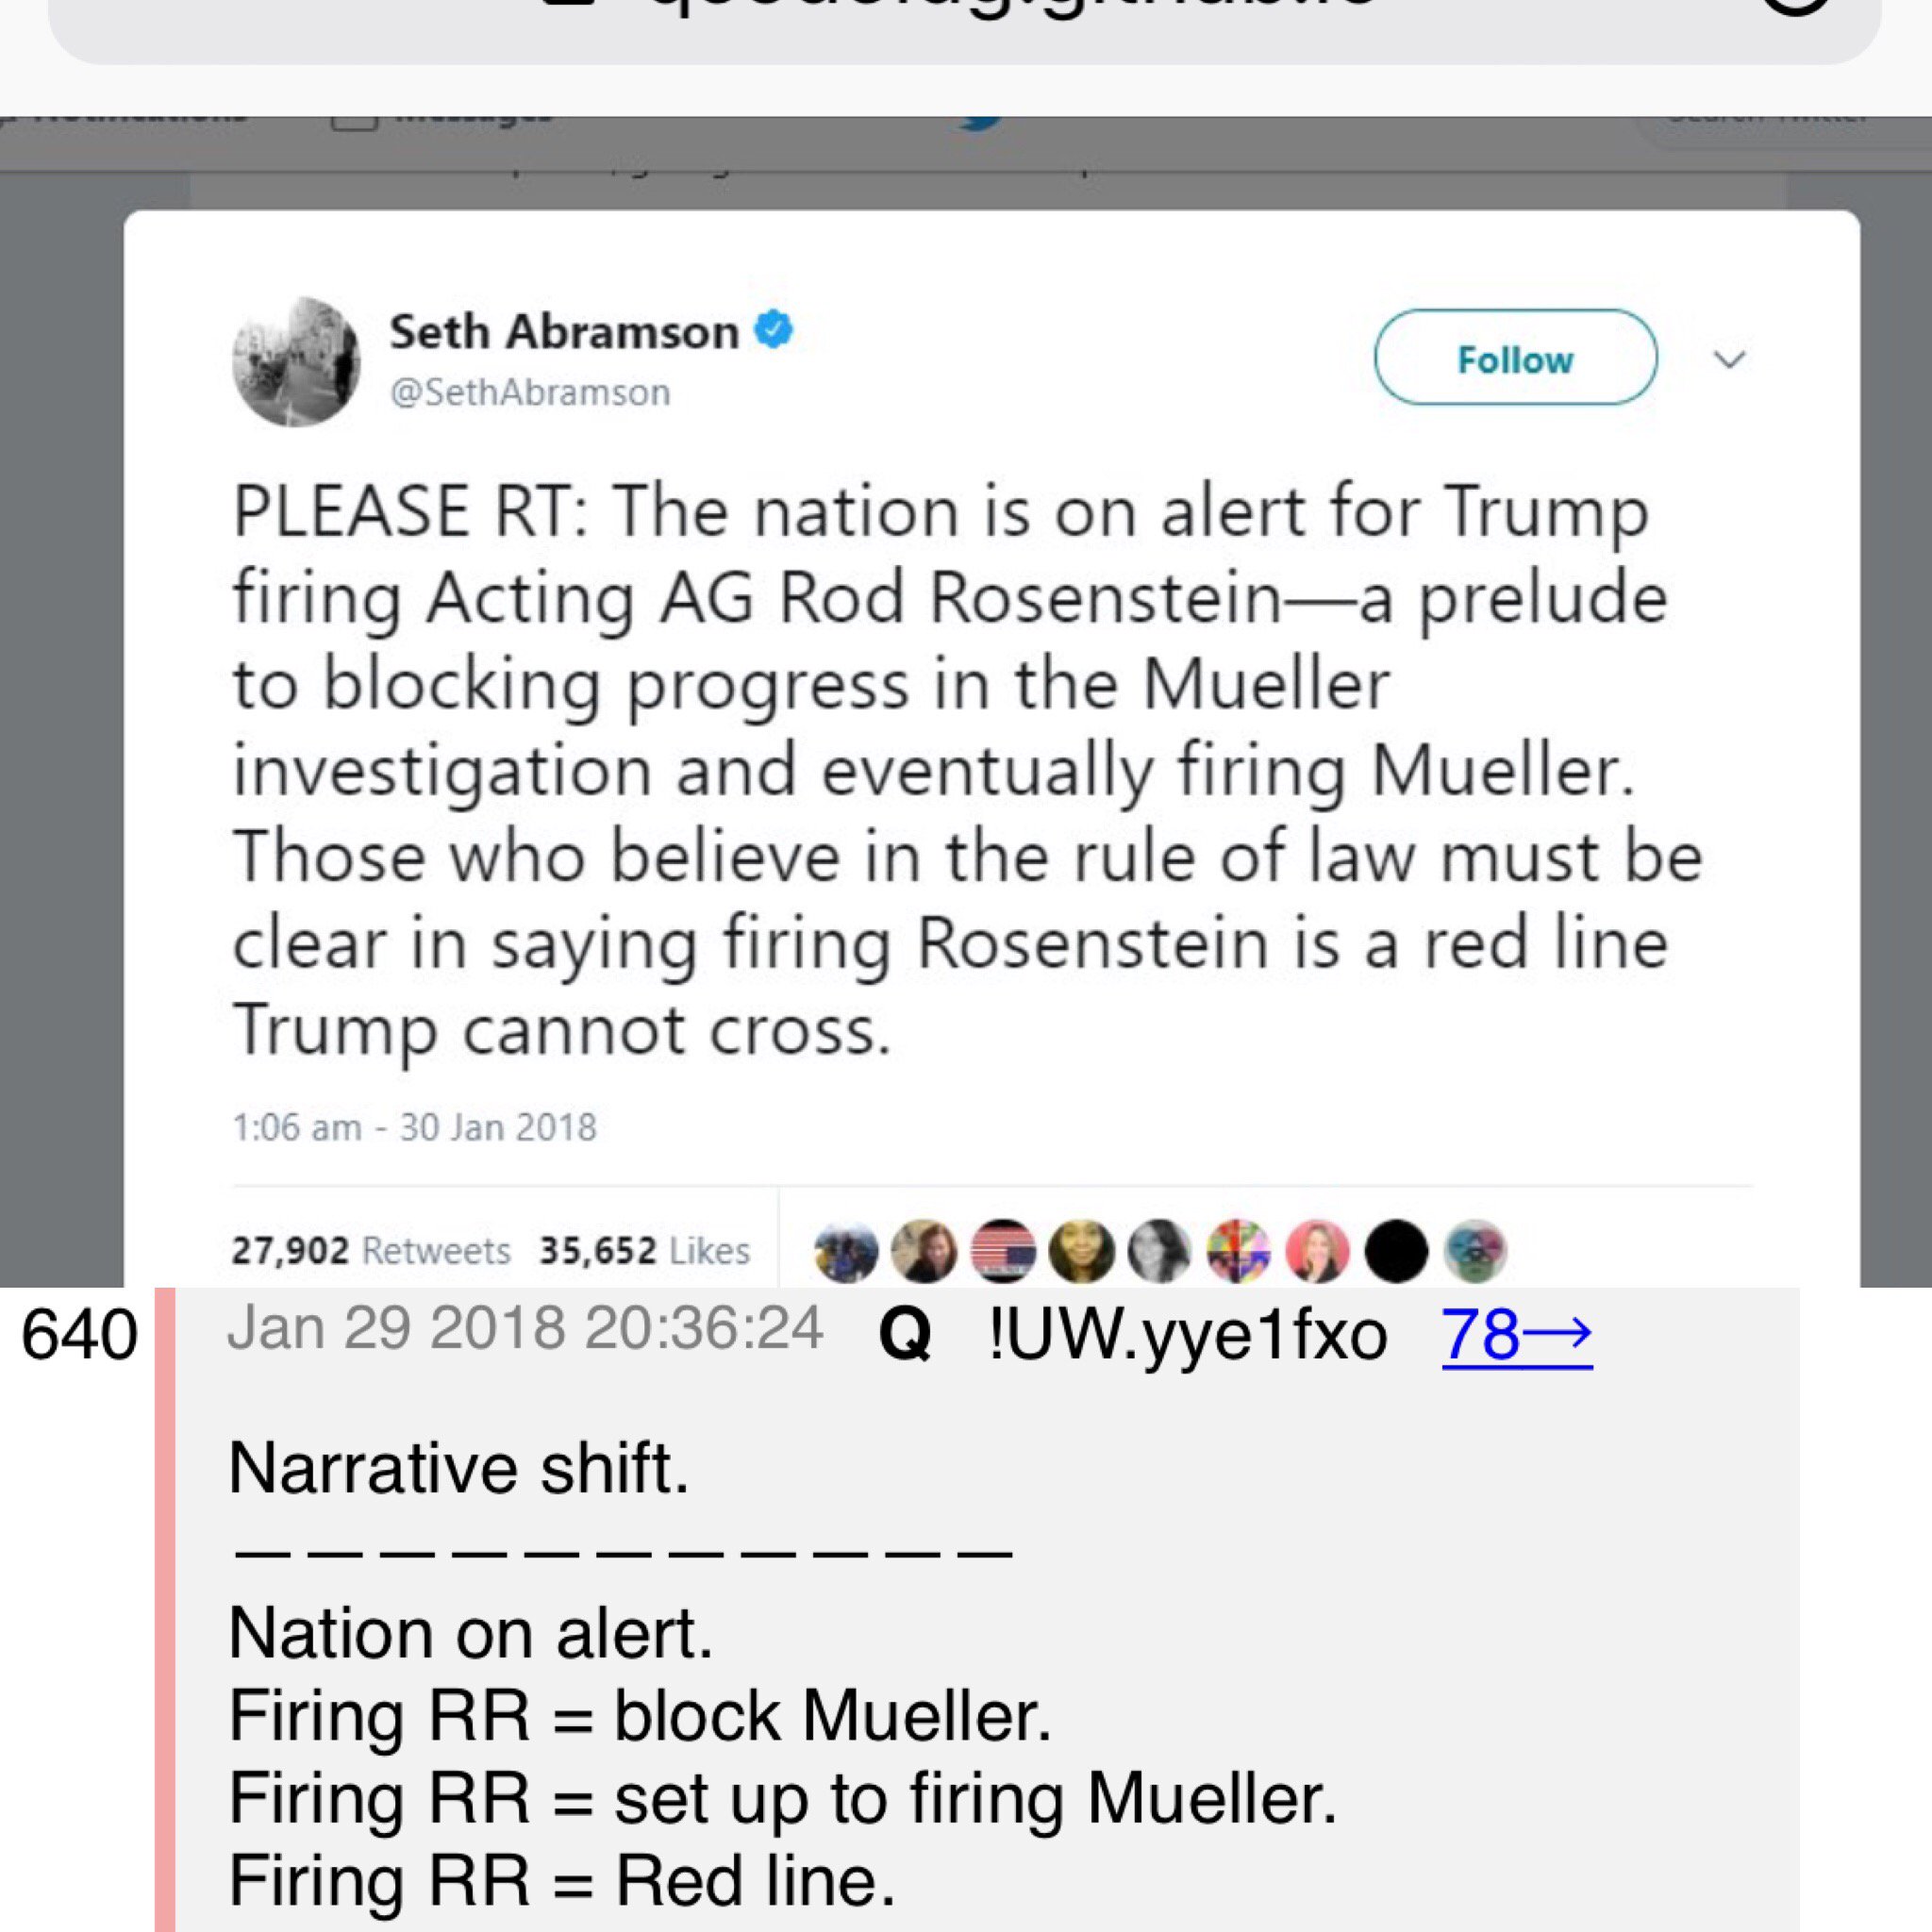 Seth Abramson
@SethAbramson
Follow
PLEASE RT: The nation is on alert for Trump
firing Acting AG Rod Rosenstein—a prelude
to blocking progress in the Mueller
investigation and eventually firing Mueller.
Those who believe in the rule of law must be
clear in saying firing Rosenstein is a red line
Trump cannot cross.
1:06 am - 30 Jan 2018
27,902 Retweets 35,652 Likes
640 Jan 29 2018 20:36:24 Q !UW.yye1fxo 78→
Narrative shift.
— — — — — — — — — — —
Nation on alert.
Firing RR = block Mueller.
Firing RR = set up to firing Mueller.
Firing RR = Red line.